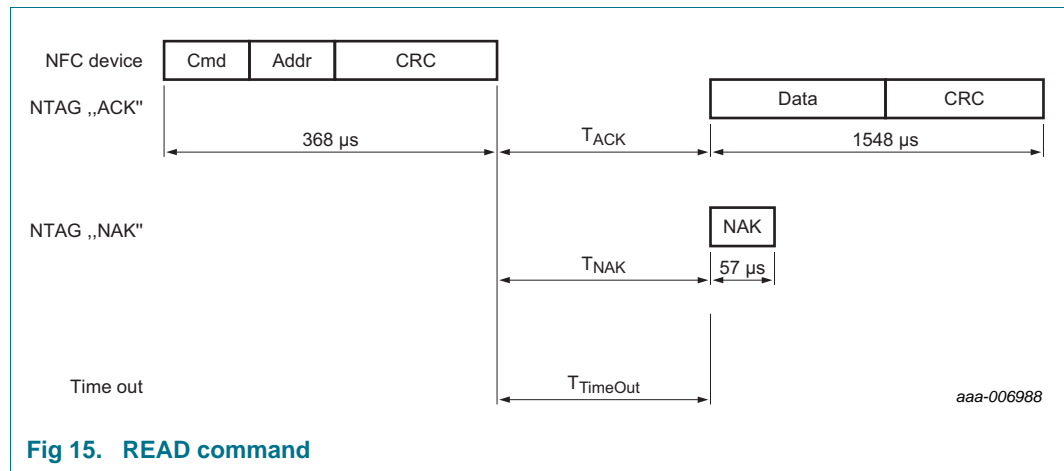 NFC device Cmd Addr CRC
NTAG ,,ACK" Data CRC
368 µs TACK 1548 µs
NTAG ,,NAK" NAK
TNAK 57 µs
Time out TTimeOut aaa-006988
Fig 15. READ command